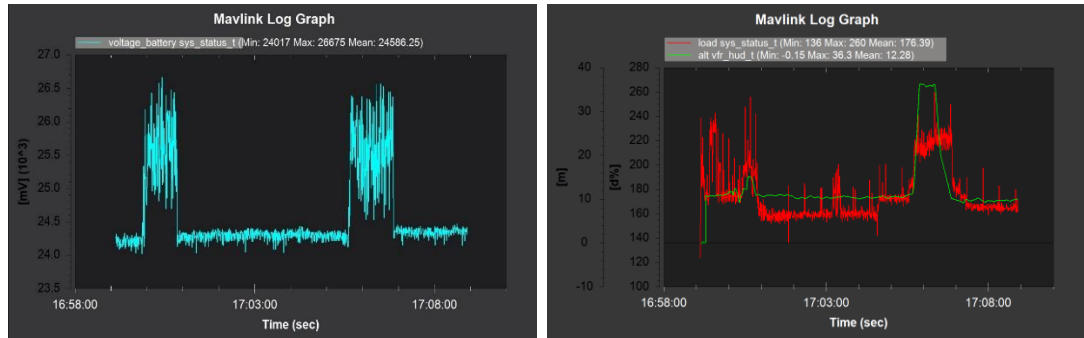 Mavlink Log Graph
voltage_battery sys_status_t (Min: 24017 Max: 26675 Mean: 24586.25)
27.0
26.5
26.0
25.5
25.0
24.5
24.0
23.5
[mV] (10^3)
16:58:00 17:03:00 17:08:00
Time (sec)
Mavlink Log Graph
load sys_status_t (Min: 136 Max: 260 Mean: 176.39)
alt vfr_hud_t (Min: -0.15 Max: 36.3 Mean: 12.28)
40 280
260
30 240
220
20 200
180
10 160
0 140
120
-10 100
[m] [d%]
16:58:00 17:03:00 17:08:00
Time (sec)